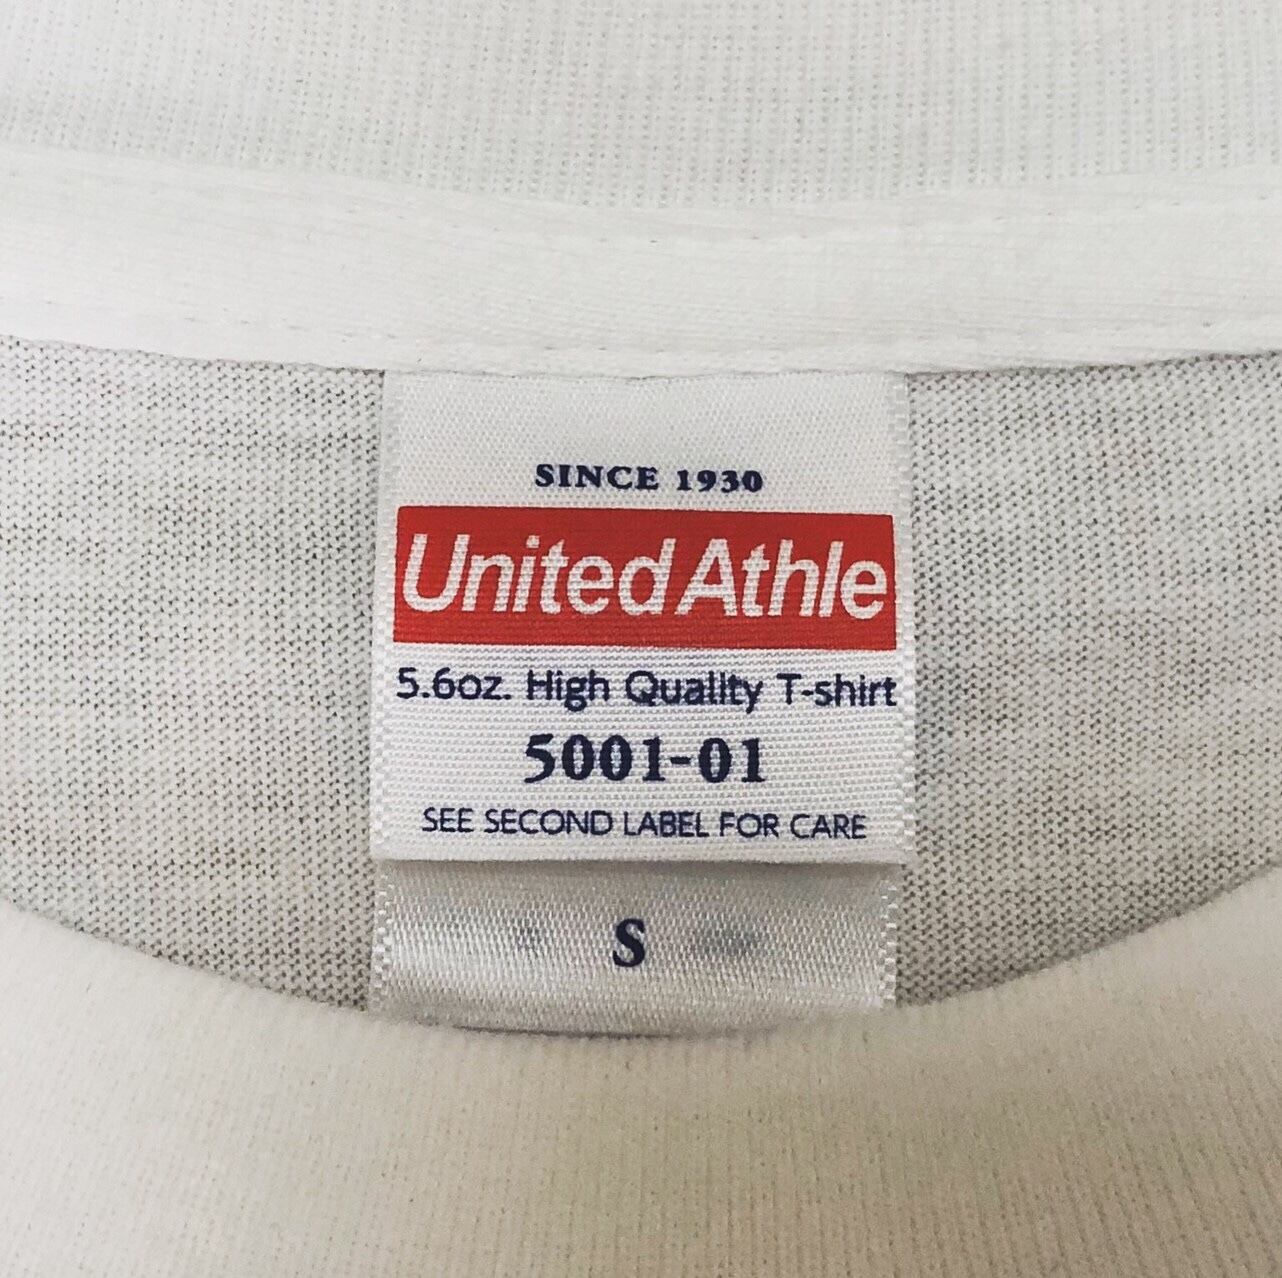 SINCE 1930
United Athle
5.6oz. High Quality T-shirt
5001-01
SEE SECOND LABEL FOR CARE
S